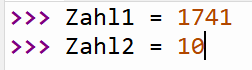 >>> Zahl1 = 1741
>>> Zahl2 = 10